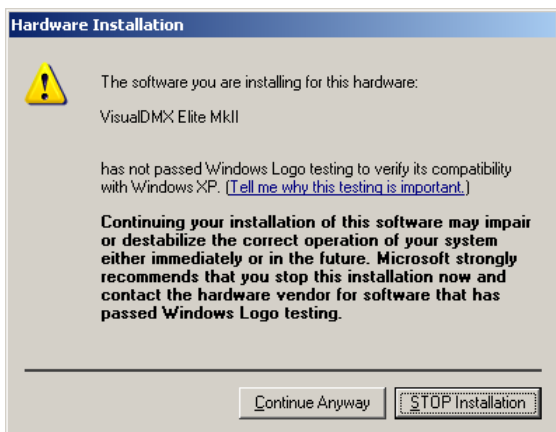 Hardware Installation
The software you are installing for this hardware:
VisualDMX Elite MkII
has not passed Windows Logo testing to verify its compatibility
with Windows XP. (Tell me why this testing is important.)
Continuing your installation of this software may impair
or destabilize the correct operation of your system
either immediately or in the future. Microsoft strongly
recommends that you stop this installation now and
contact the hardware vendor for software that has
passed Windows Logo testing.
Continue Anyway
STOP Installation